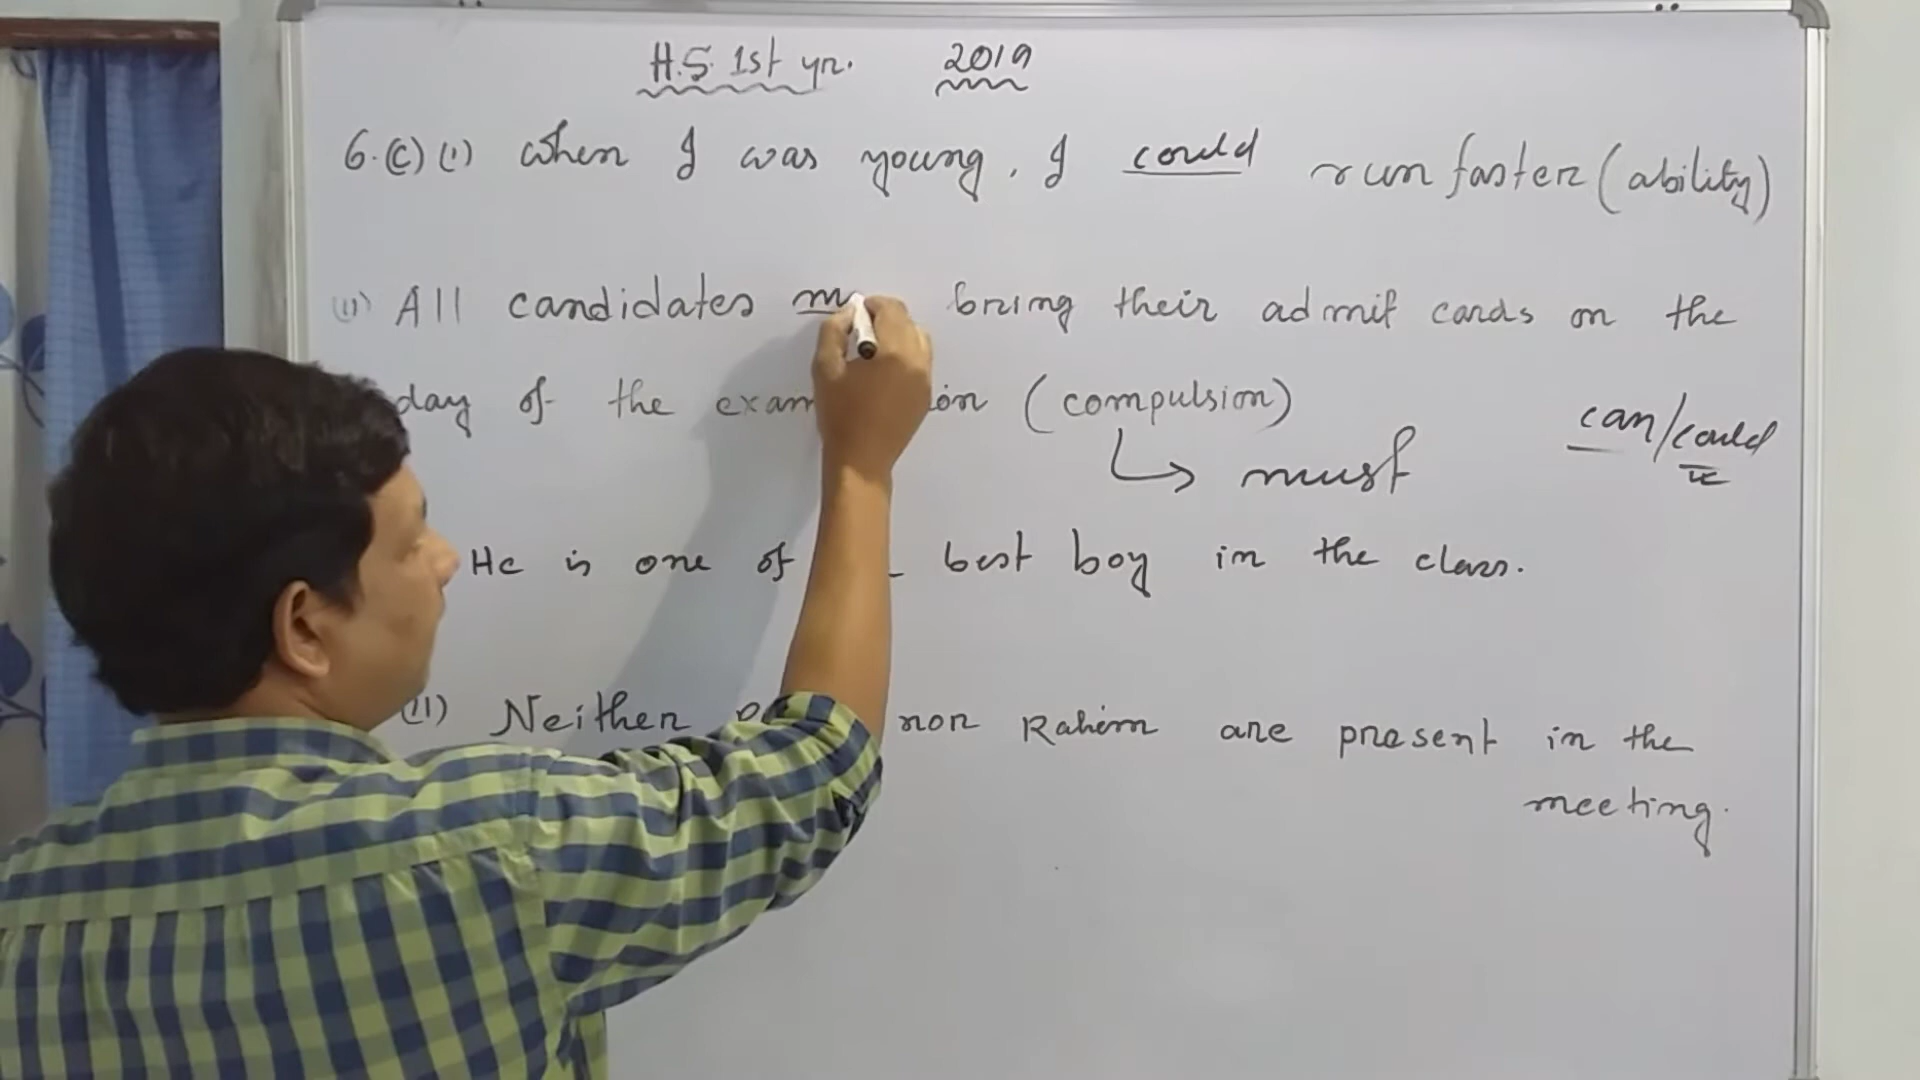 H.S. 1st yr. 2019
6.(C)(i) When I was young, I could run faster (ability)
(ii) All candidates m bring their admit cards on the
day of the exam ion (compulsion)
can/could
↳ must
He is one of best boy in the class.
(ii) Neither nor Rahim are present in the
meeting.